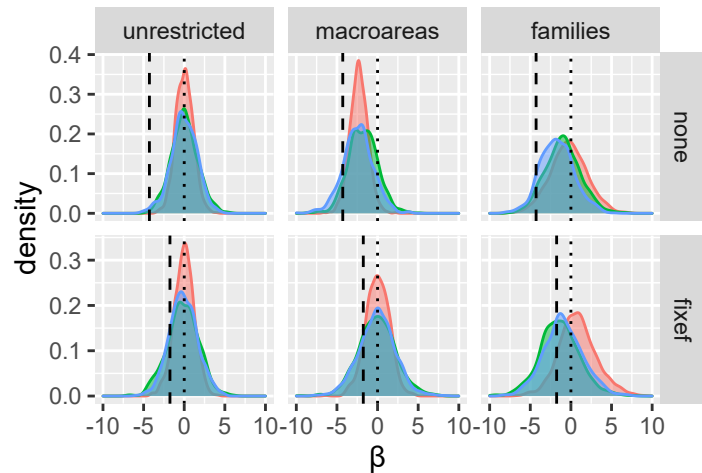 unrestricted macroareas families
0.4
0.3
0.2
0.1
0.0
none
density
0.3
0.2
0.1
0.0
fixef
-10 -5 0 5 10 -10 -5 0 5 10 -10 -5 0 5 10
β